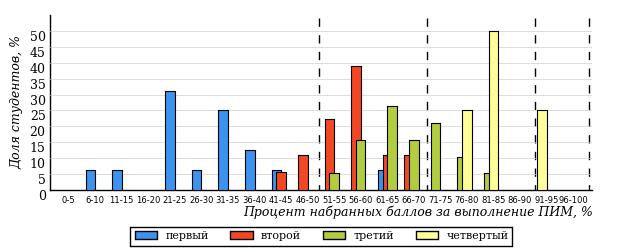 Доля студентов, %
50
45
40
35
30
25
20
15
10
5
0
0-5 6-10 11-15 16-20 21-25 26-30 31-35 36-40 41-45 46-50 51-55 56-60 61-65 66-70 71-75 76-80 81-85 86-90 91-95 96-100
Процент набранных баллов за выполнение ПИМ, %
первый второй третий четвертый